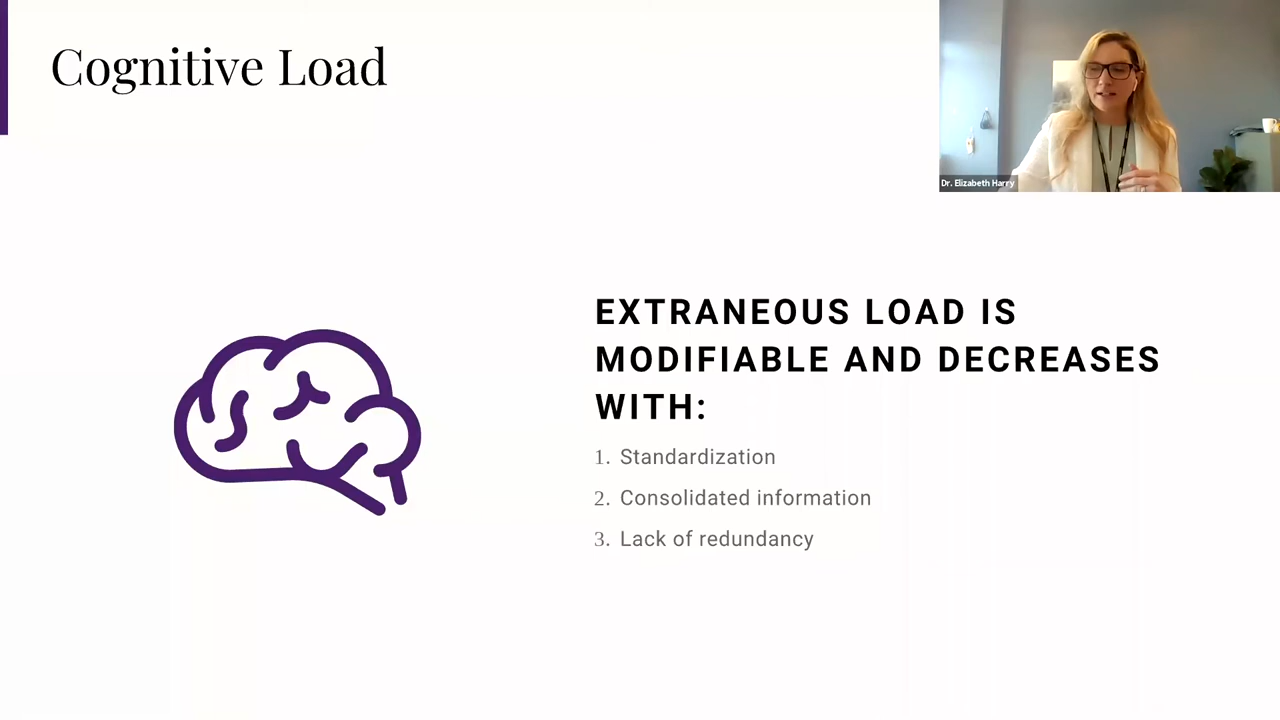 Cognitive Load
Dr. Elizabeth Harry
EXTRANEOUS LOAD IS
MODIFIABLE AND DECREASES
WITH:
1. Standardization
2. Consolidated information
3. Lack of redundancy